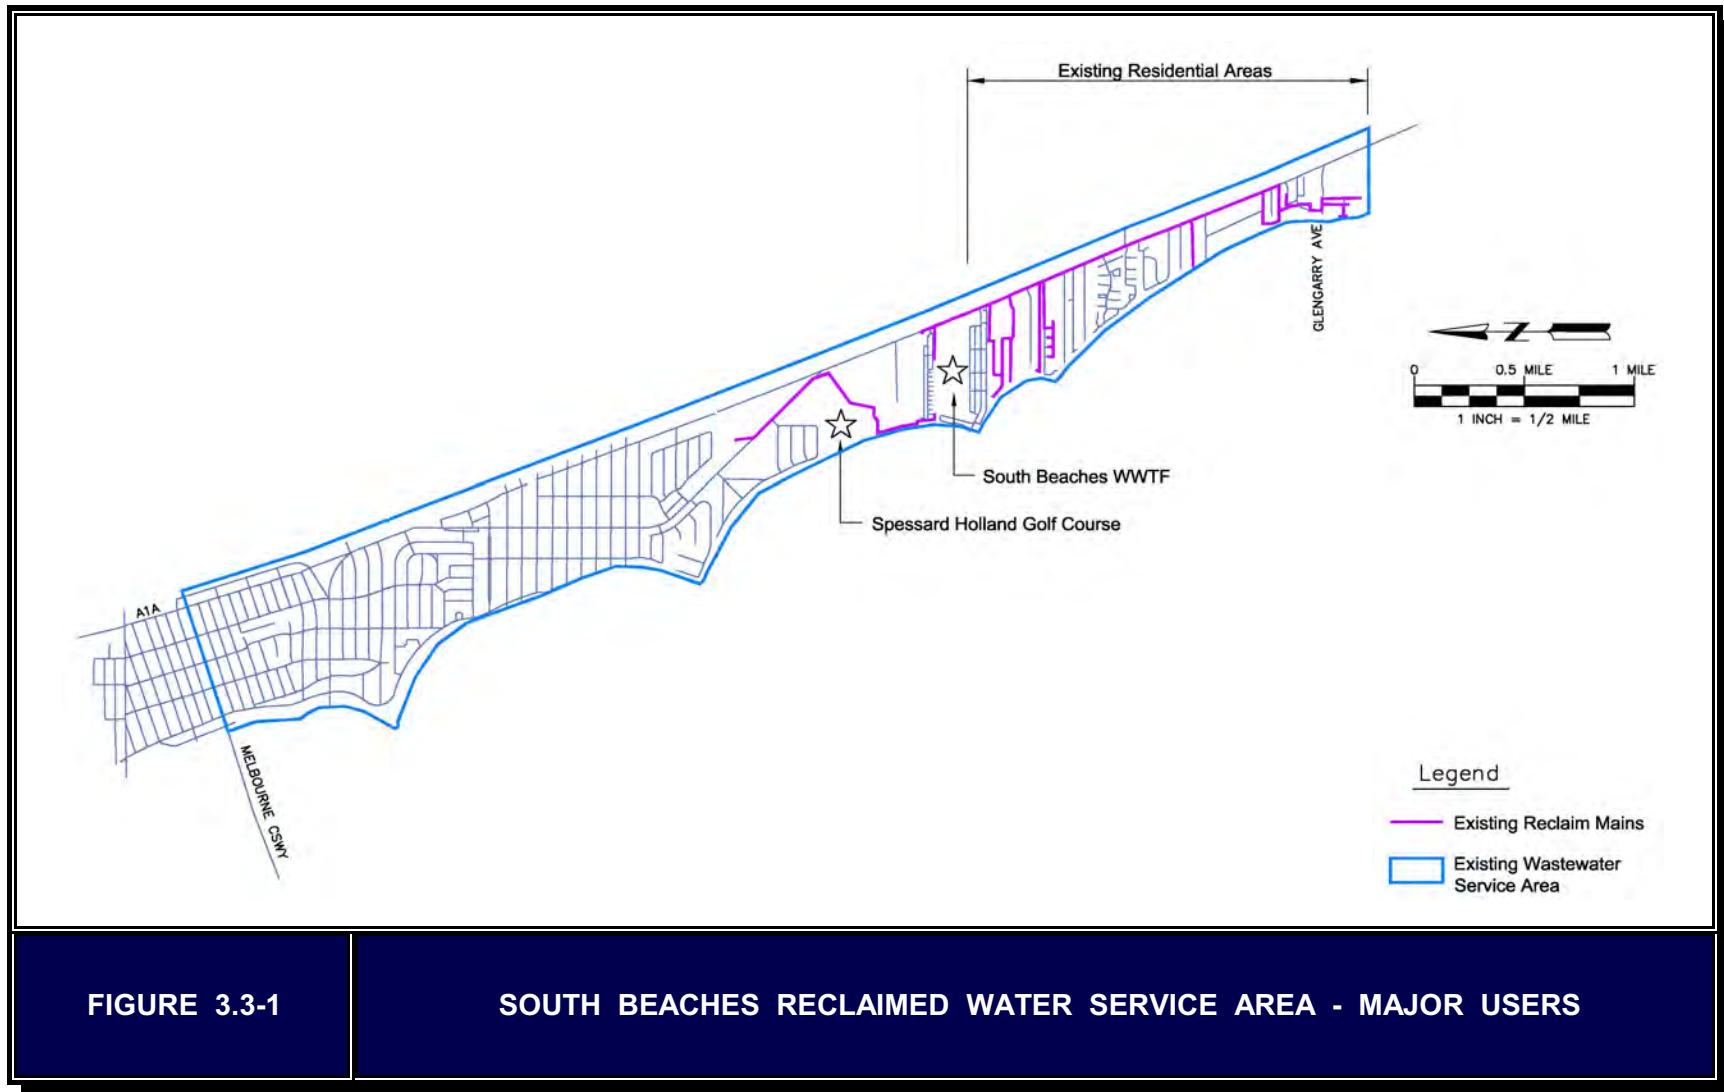 Existing Residential Areas
GLENGARRY AVE
N
0 0.5 MILE 1 MILE
1 INCH = 1/2 MILE
South Beaches WWTF
Spessard Holland Golf Course
A1A
MELBOURNE CSWY
Legend
Existing Reclaim Mains
Existing Wastewater
Service Area
FIGURE 3.3-1
SOUTH BEACHES RECLAIMED WATER SERVICE AREA - MAJOR USERS